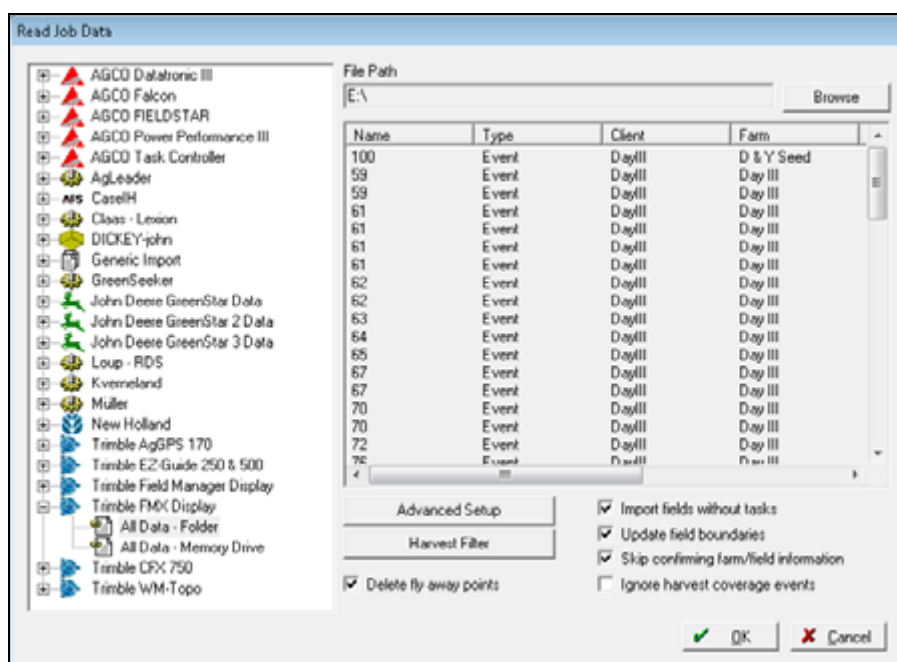 Read Job Data
AGCO Datatronic III
AGCO Falcon
AGCO FIELDSTAR
AGCO Power Performance III
AGCO Task Controller
AgLeader
AFS CaseIH
Claas - Lexion
DICKEY-john
Generic Import
GreenSeeker
John Deere GreenStar Data
John Deere GreenStar 2 Data
John Deere GreenStar 3 Data
Loup - RDS
Kverneland
Müller
New Holland
Trimble AgGPS 170
Trimble EZ-Guide 250 & 500
Trimble Field Manager Display
Trimble FMX Display
All Data - Folder
All Data - Memory Drive
Trimble CFX 750
Trimble WM-Topo
File Path
E:\ Browse
Name Type Client Farm
100 Event DayIII D & Y Seed
59 Event DayIII Day III
59 Event DayIII Day III
61 Event DayIII Day III
61 Event DayIII Day III
61 Event DayIII Day III
61 Event DayIII Day III
62 Event DayIII Day III
62 Event DayIII Day III
63 Event DayIII Day III
64 Event DayIII Day III
65 Event DayIII Day III
67 Event DayIII Day III
67 Event DayIII Day III
70 Event DayIII Day III
70 Event DayIII Day III
72 Event DayIII Day III
76 Event DayIII Day III
Advanced Setup
Harvest Filter
Delete fly away points
Import fields without tasks
Update field boundaries
Skip confirming farm/field information
Ignore harvest coverage events
OK Cancel